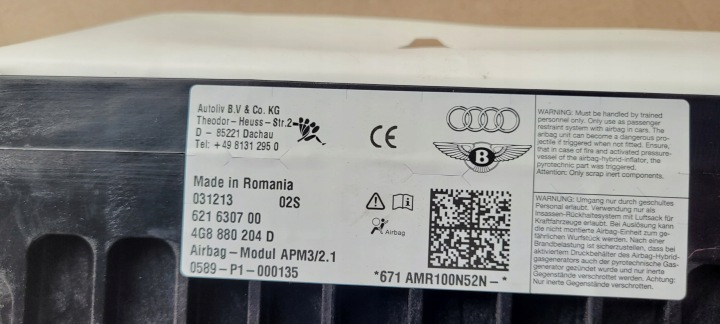 Autoliv B.V & Co. KG
Theodor-Heuss-Str.2
D - 85221 Dachau
Tel: +49 8131 295 0
CE
Made in Romania
031213 02S
621 6307 00
4G8 880 204 D
Airbag-Modul APM3/2.1
0589-P1-000135
Airbag
B
*671 AMR100N52N-*
WARNING: Must be handled by trained
personnel only. Only use as passenger
restraint system with airbag in cars. The
airbag unit can become a dangerous pro-
jectile if triggered when not fitted. Ensure,
that in case of fire and activated pressure-
vessel of the airbag-hybrid-inflator, the
pyrotechnic part was triggered.
Attention: Only scrap inert components.
WARNUNG: Umgang nur durch geschultes
Personal erlaubt. Verwendung nur als
Insassen-Rückhaltesystem mit Luftsack für
Kraftfahrzeuge erlaubt. Bei Auslösung kann
die nicht montierte Airbag-Einheit zum ge-
fährlichen Wurfstück werden. Nach einer
Brandbelastung ist sicherzustellen, dass bei
aktiviertem Druckbehälter des Airbag-Hybrid-
gasgenerators auch der pyrotechnische Gas-
generator gezündet wurde und nur inerte
Gegenstände verschrottet werden. Achtung:
Nur inerte Gegenstände verschrotten.